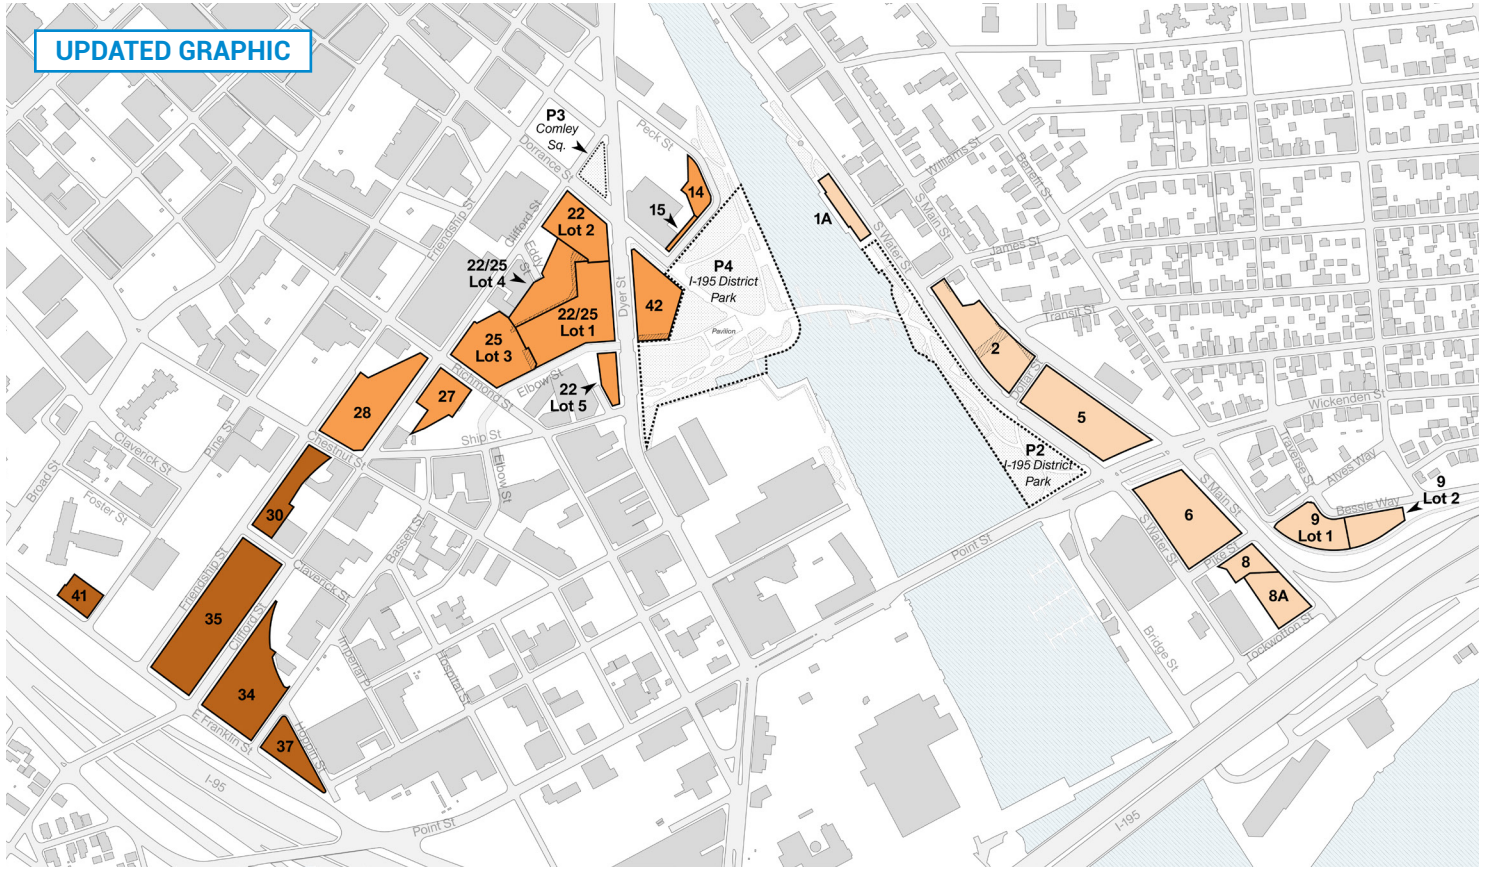 UPDATED GRAPHIC
P3
Comley
Sq.
Dorrance St
Peck St
Friendship St
Clifford St
Eddy
St
22
Lot 2
14
15
1A
22/25
Lot 4
22/25
Lot 1
25
Lot 3
Dyer St
42
P4
I-195 District
Park
Pavilion
S Water St
S Main St
Williams St
Benefit St
James St
Transit St
2
Dollar St
5
Wickenden St
Richmond St
Elbow St
22
Lot 5
27
28
Ship St
Elbow St
Chestnut St
Pine St
Claverick St
Broad St
Foster St
30
Bassett St
Claverick St
Friendship St
Clifford St
41
35
34
37
Imperial Pl
Hospital St
Hoppin St
E Franklin St
I-95
Point St
P2
I-195 District
Park
Point St
6
S Main St
S Water St
Pike St
Traverse St
Alves Way
Bessie Way
9
Lot 2
9
Lot 1
8
8A
Tockwotton St
Bridge St
I-195